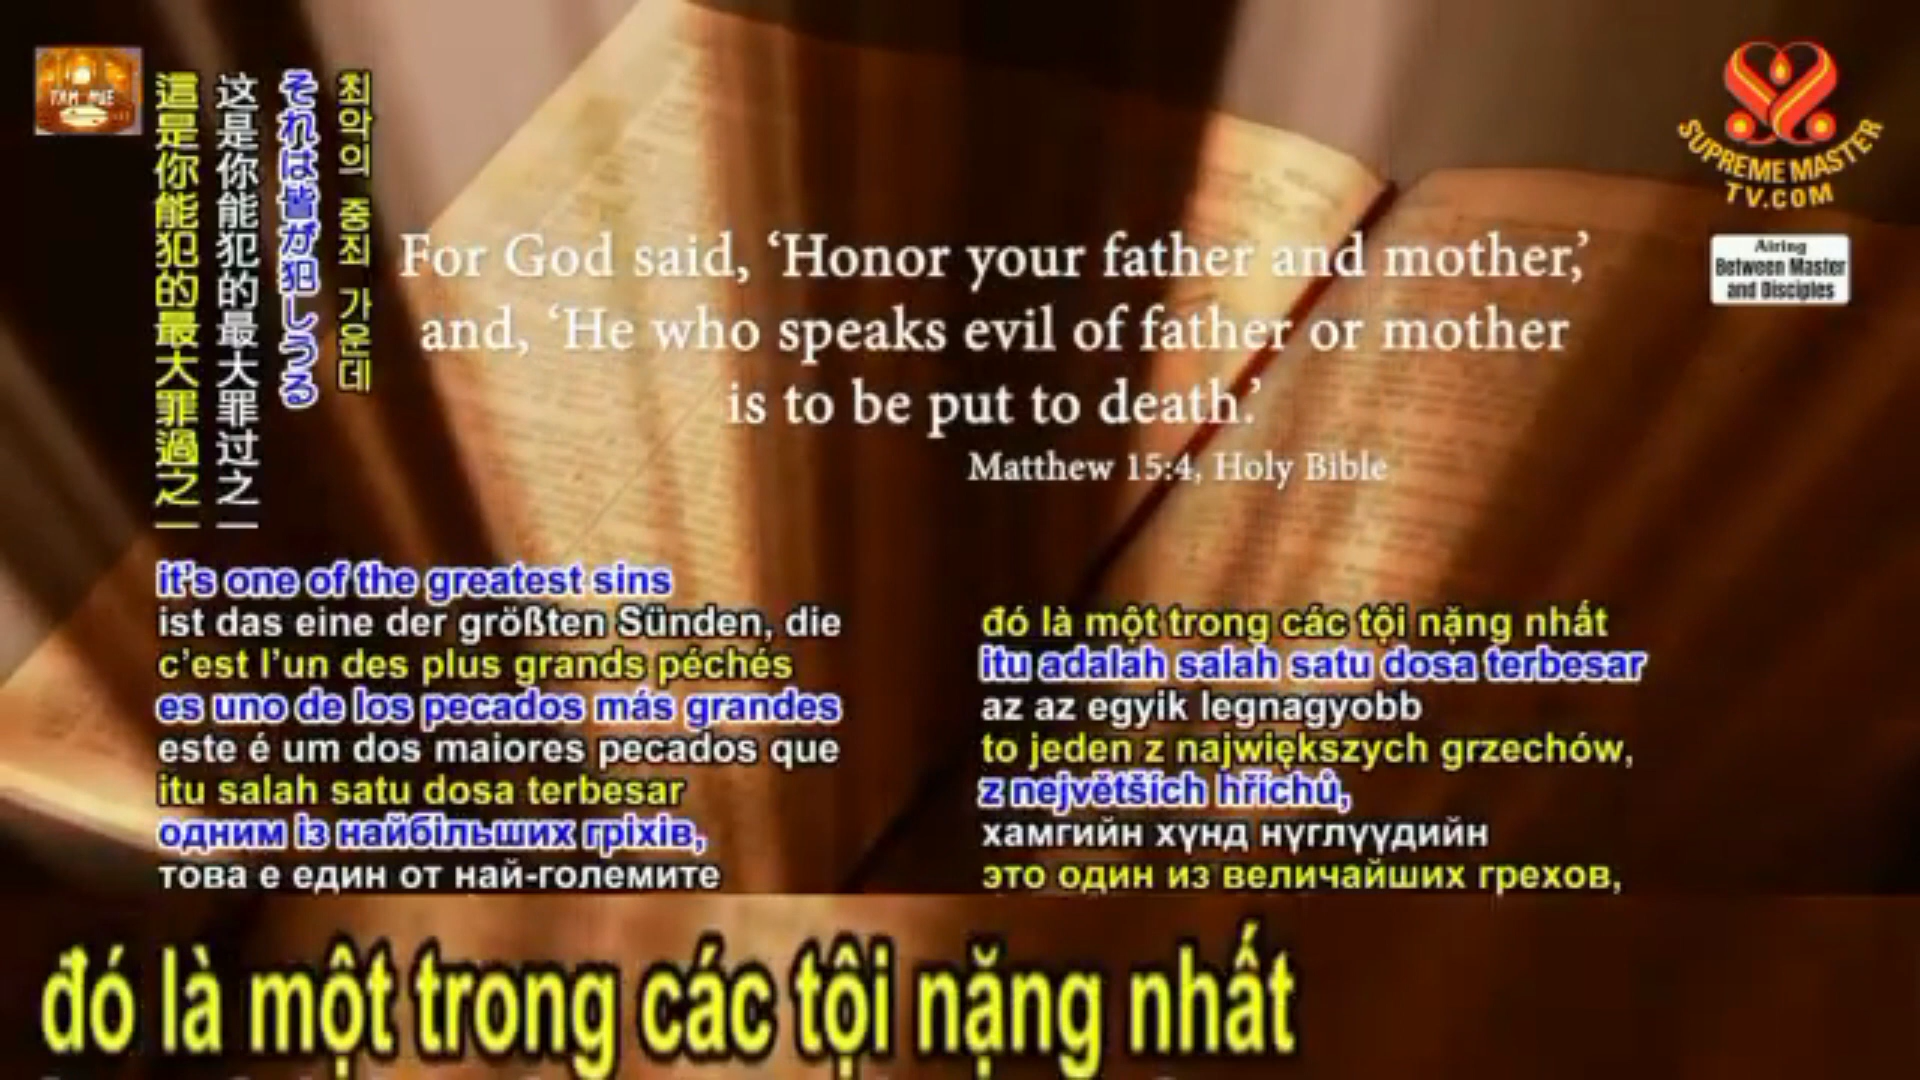 TAM HUE
這是你能犯的最大罪過之一
这是你能犯的最大罪过之一
それは皆が犯しうる
최악의 중죄 가운데
For God said, ‘Honor your father and mother,’
and, ‘He who speaks evil of father or mother
is to be put to death.’
Matthew 15:4, Holy Bible
SUPREME MASTER
TV.COM
Airing
Between Master
and Disciples
it's one of the greatest sins
ist das eine der größten Sünden, die
c'est l'un des plus grands péchés
es uno de los pecados más grandes
este é um dos maiores pecados que
itu salah satu dosa terbesar
одним із найбільших гріхів,
това е един от най-големите
đó là một trong các tội nặng nhất
itu adalah salah satu dosa terbesar
az az egyik legnagyobb
to jeden z największych grzechów,
z největších hříchů,
хамгийн хүнд нүглүүдийн
это один из величайших грехов,
đó là một trong các tội nặng nhất